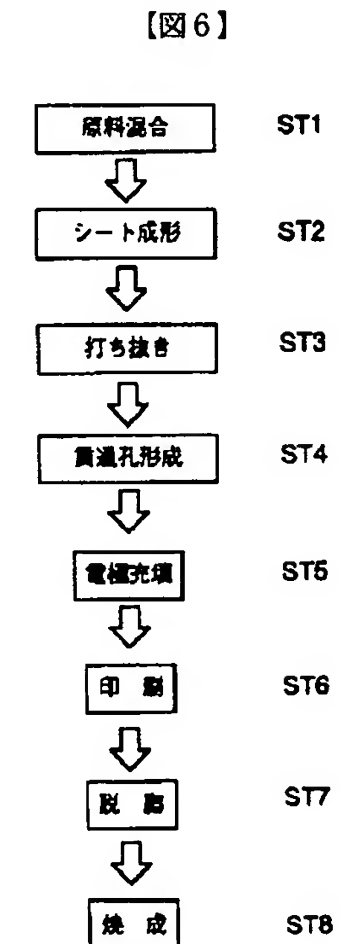 【図6】
原料混合 ST1
シート成形 ST2
打ち抜き ST3
貫通孔形成 ST4
電極充填 ST5
印 刷 ST6
脱 脂 ST7
焼 成 ST8